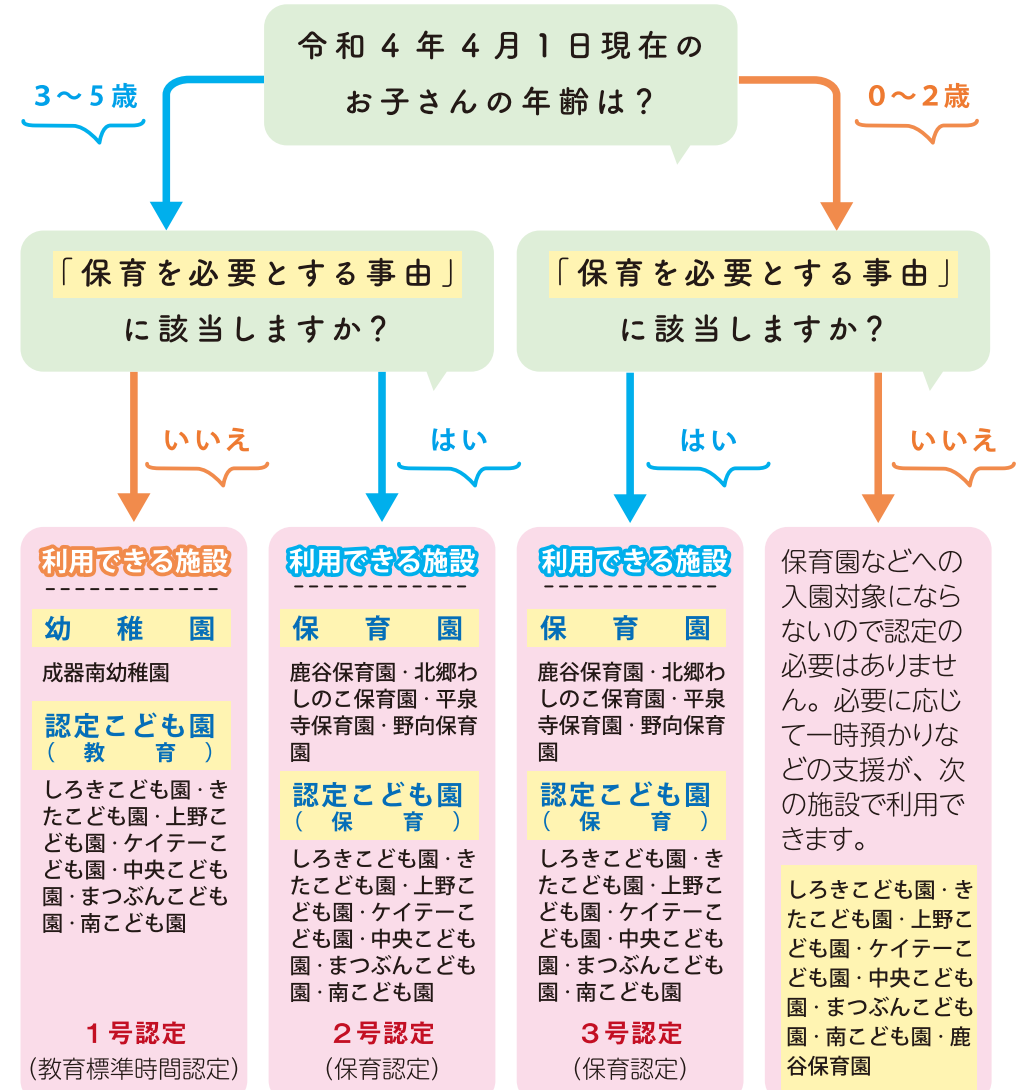 令和4年4月1日現在の
お子さんの年齢は？
3～5歳
0～2歳
「保育を必要とする事由」
に該当しますか？
「保育を必要とする事由」
に該当しますか？
いいえ
はい
はい
いいえ
利用できる施設
幼稚園
成器南幼稚園
認定こども園
（教育）
しろきこども園・き
たこども園・上野こ
ども園・ケイテーこ
ども園・中央こども
園・まつぶんこども
園・南こども園
1号認定
（教育標準時間認定）
利用できる施設
保育園
鹿谷保育園・北郷わ
しのこ保育園・平泉
寺保育園・野向保育
園
認定こども園
（保育）
しろきこども園・き
たこども園・上野こ
ども園・ケイテーこ
ども園・中央こども
園・まつぶんこども
園・南こども園
2号認定
（保育認定）
利用できる施設
保育園
鹿谷保育園・北郷わ
しのこ保育園・平泉
寺保育園・野向保育
園
認定こども園
（保育）
しろきこども園・き
たこども園・上野こ
ども園・ケイテーこ
ども園・中央こども
園・まつぶんこども
園・南こども園
3号認定
（保育認定）
保育園などへの
入園対象になら
ないので認定の
必要はありませ
ん。必要に応じ
て一時預かりな
どの支援が、次
の施設で利用で
きます。
しろきこども園・き
たこども園・上野こ
ども園・ケイテーこ
ども園・中央こども
園・まつぶんこども
園・南こども園・鹿
谷保育園